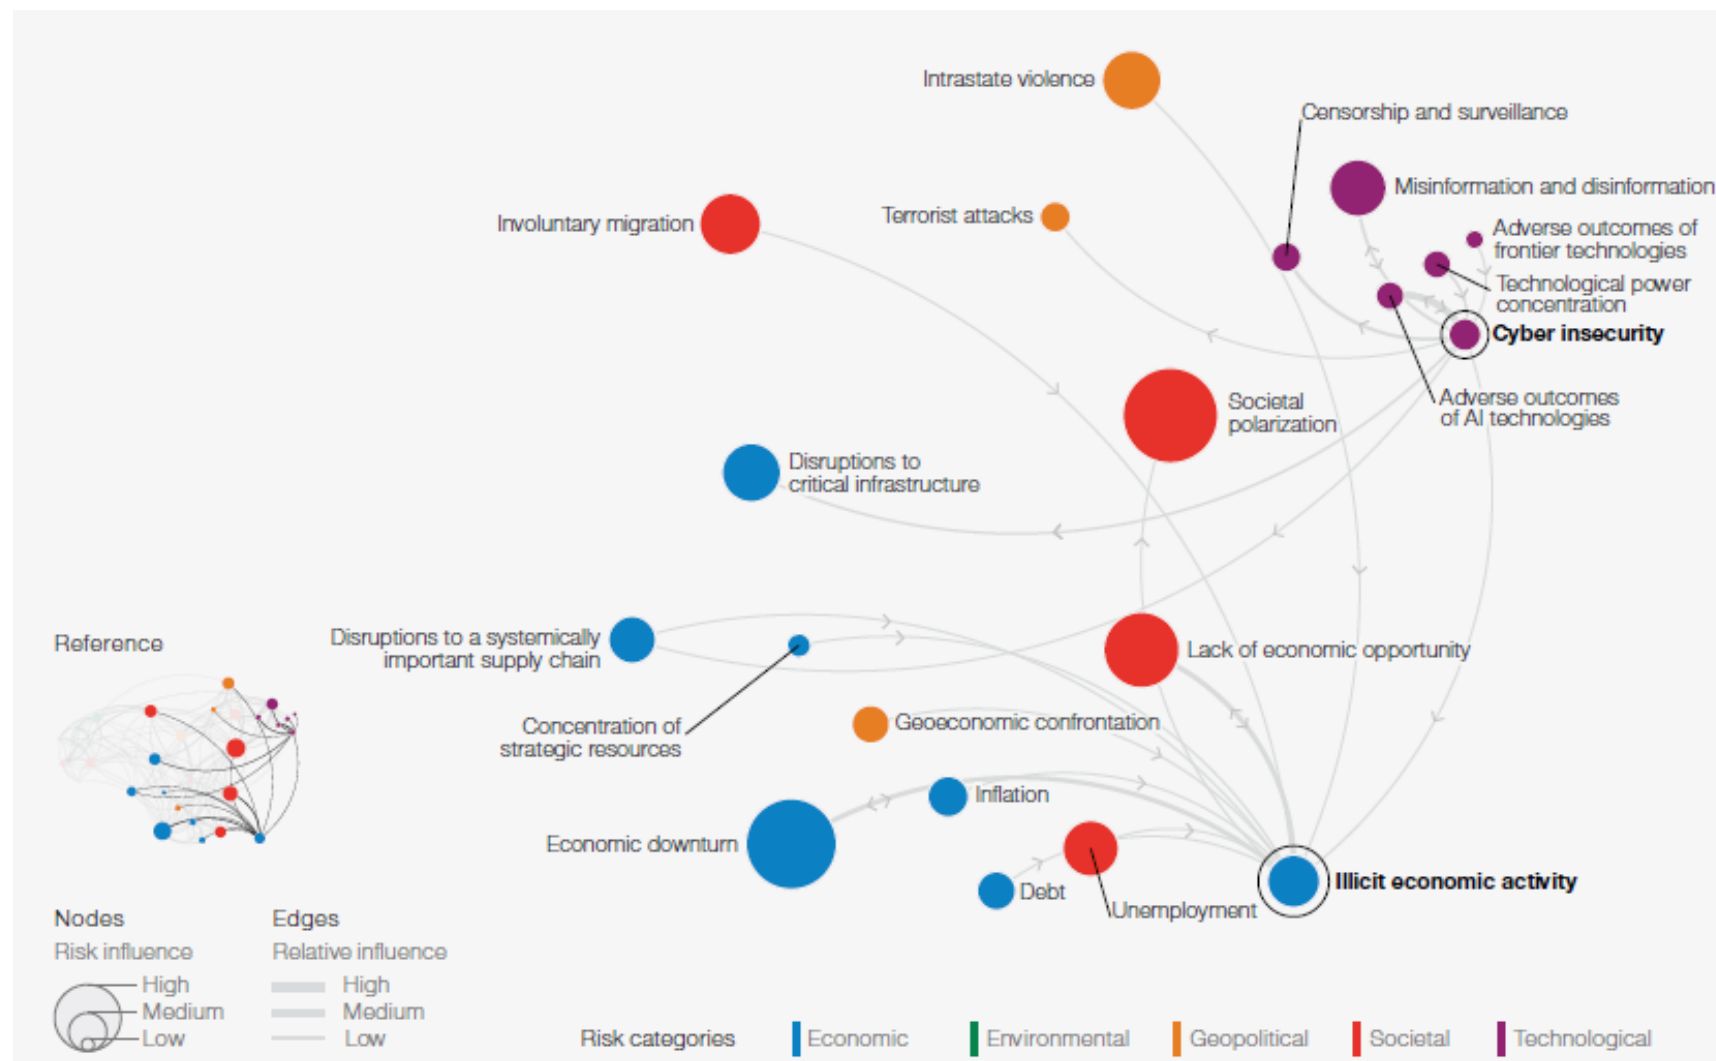 Intrastate violence
Censorship and surveillance
Misinformation and disinformation
Involuntary migration
Terrorist attacks
Adverse outcomes of
frontier technologies
Technological power
concentration
Cyber insecurity
Adverse outcomes
of AI technologies
Societal
polarization
Disruptions to
critical infrastructure
Reference
Disruptions to a systemically
important supply chain
Lack of economic opportunity
Concentration of
strategic resources
Geoeconomic confrontation
Inflation
Economic downturn
Debt
Unemployment
Illicit economic activity
Nodes
Risk influence
High
Medium
Low
Edges
Relative influence
High
Medium
Low
Risk categories
Economic
Environmental
Geopolitical
Societal
Technological